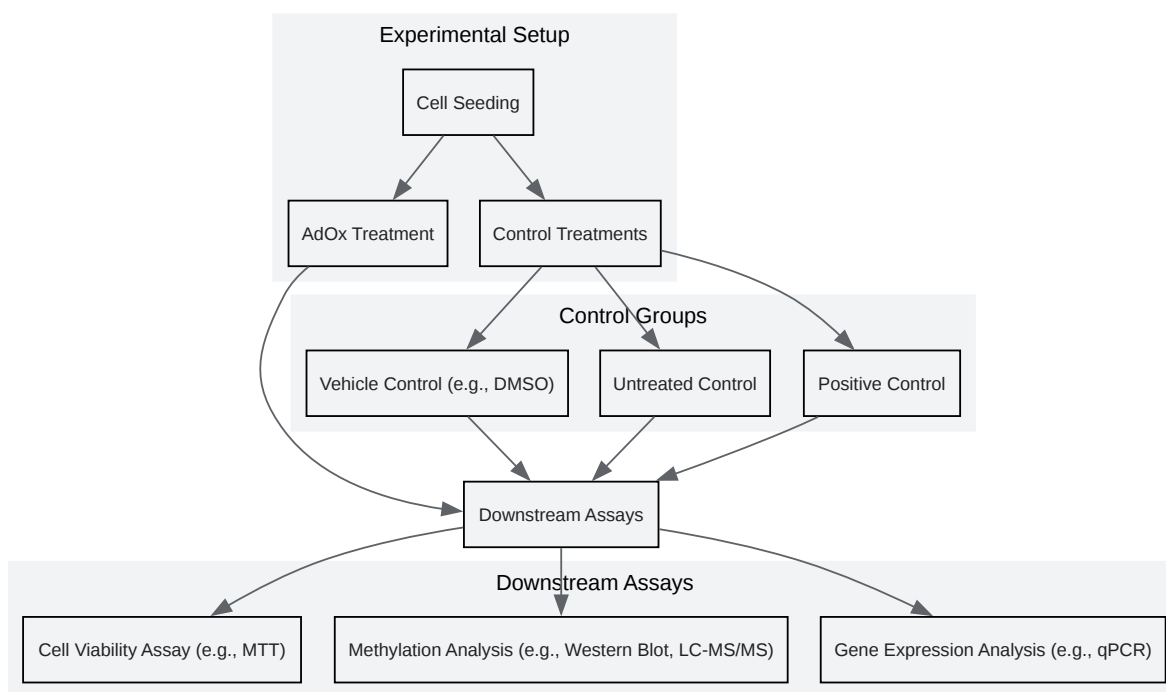 Experimental Setup
Cell Seeding
AdOx Treatment
Control Treatments
Control Groups
Vehicle Control (e.g., DMSO)
Untreated Control
Positive Control
Downstream Assays
Downstream Assays
Cell Viability Assay (e.g., MTT)
Methylation Analysis (e.g., Western Blot, LC-MS/MS)
Gene Expression Analysis (e.g., qPCR)